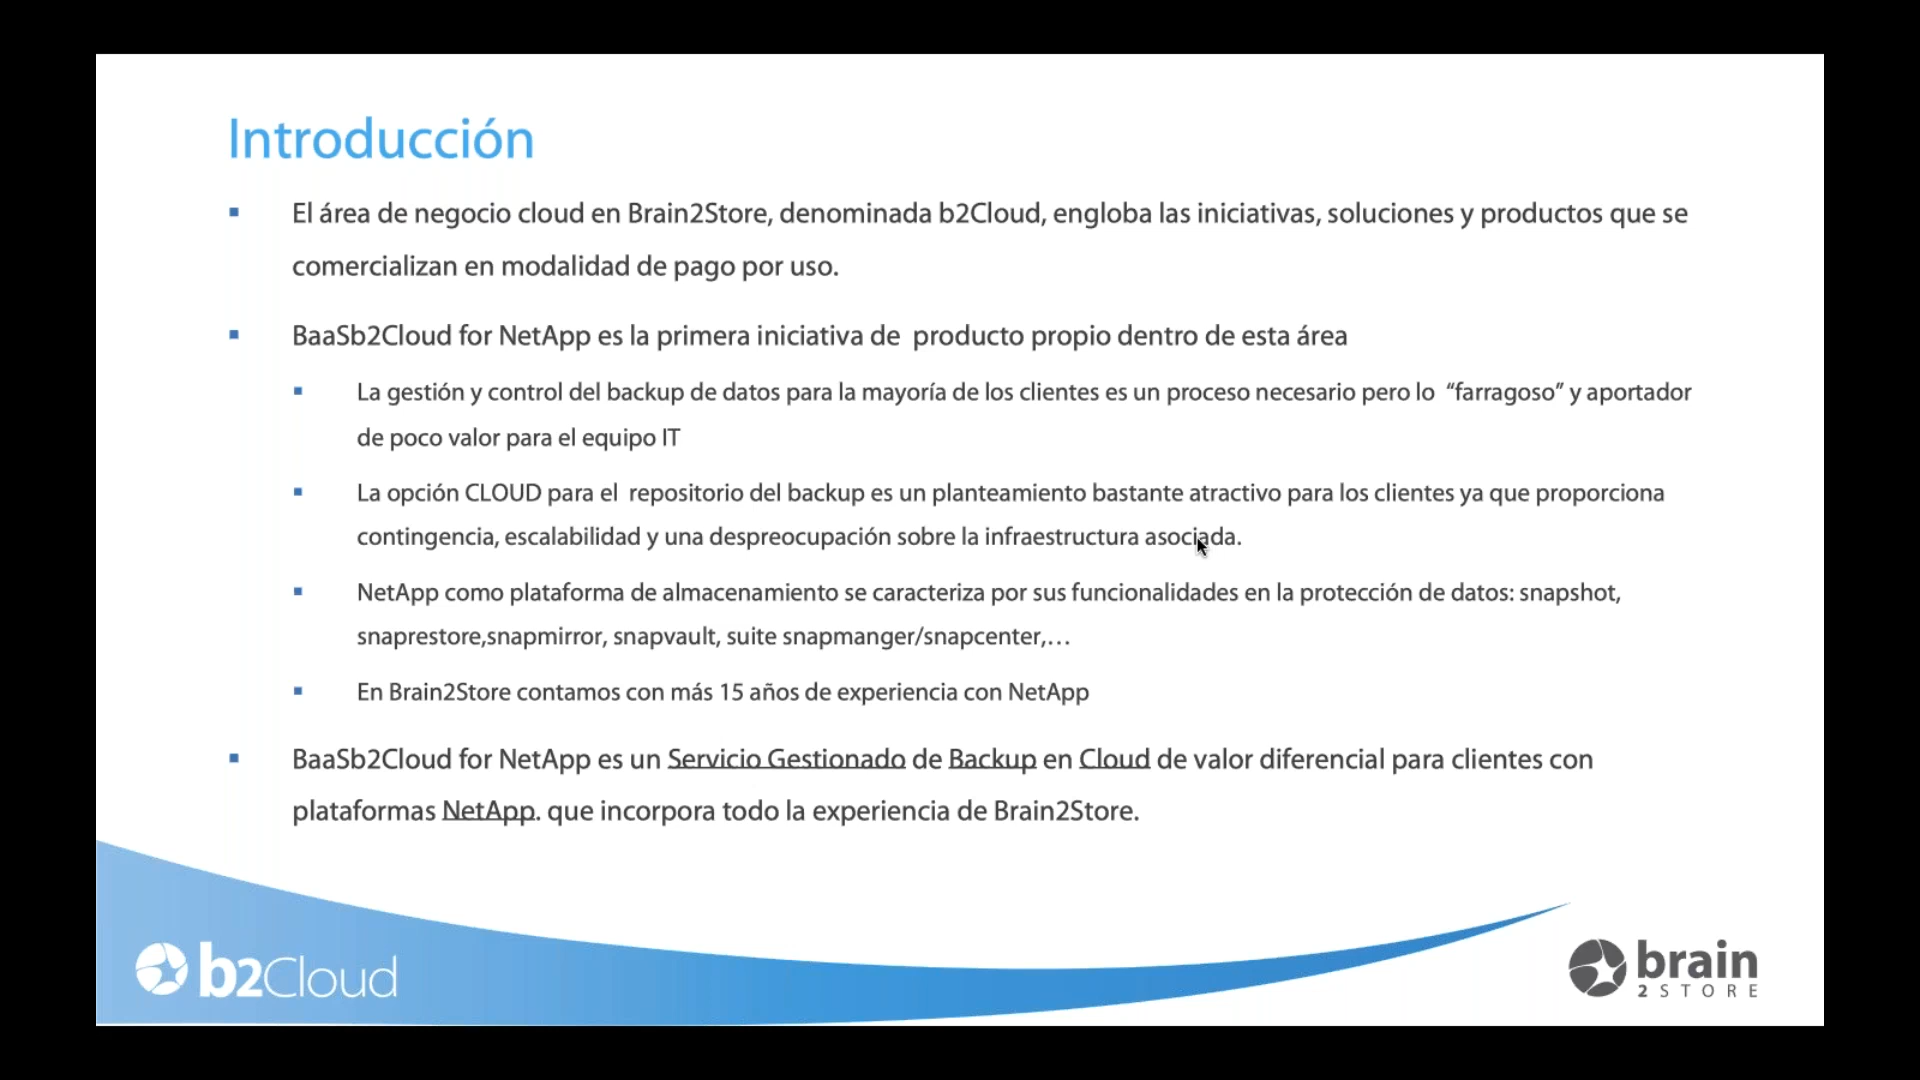 Introducción
▪ El área de negocio cloud en Brain2Store, denominada b2Cloud, engloba las iniciativas, soluciones y productos que se
comercializan en modalidad de pago por uso.
▪ BaaSb2Cloud for NetApp es la primera iniciativa de producto propio dentro de esta área
▪ La gestión y control del backup de datos para la mayoría de los clientes es un proceso necesario pero lo “farragoso” y aportador
de poco valor para el equipo IT
▪ La opción CLOUD para el repositorio del backup es un planteamiento bastante atractivo para los clientes ya que proporciona
contingencia, escalabilidad y una despreocupación sobre la infraestructura asociada.
▪ NetApp como plataforma de almacenamiento se caracteriza por sus funcionalidades en la protección de datos: snapshot,
snaprestore,snapmirror, snapvault, suite snapmanger/snapcenter,…
▪ En Brain2Store contamos con más 15 años de experiencia con NetApp
▪ BaaSb2Cloud for NetApp es un Servicio Gestionado de Backup en Cloud de valor diferencial para clientes con
plataformas NetApp. que incorpora todo la experiencia de Brain2Store.
b2Cloud
brain
2 STORE